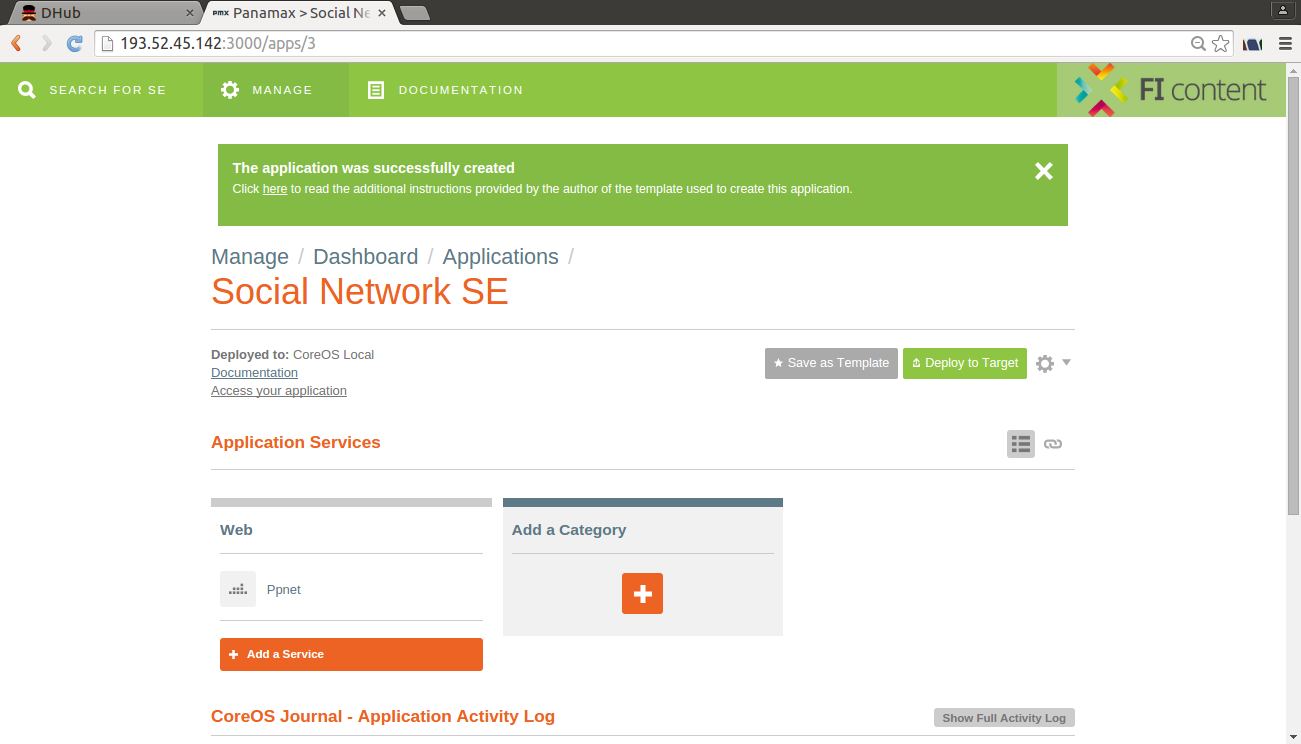 DHub
PMX Panamax > Social Ne
193.52.45.142:3000/apps/3
SEARCH FOR SE
MANAGE
DOCUMENTATION
FI content
The application was successfully created
Click here to read the additional instructions provided by the author of the template used to create this application.
Manage / Dashboard / Applications /
Social Network SE
Deployed to: CoreOS Local
Save as Template
Deploy to Target
Documentation
Access your application
Application Services
Web
Add a Category
Ppnet
Add a Service
CoreOS Journal - Application Activity Log
Show Full Activity Log